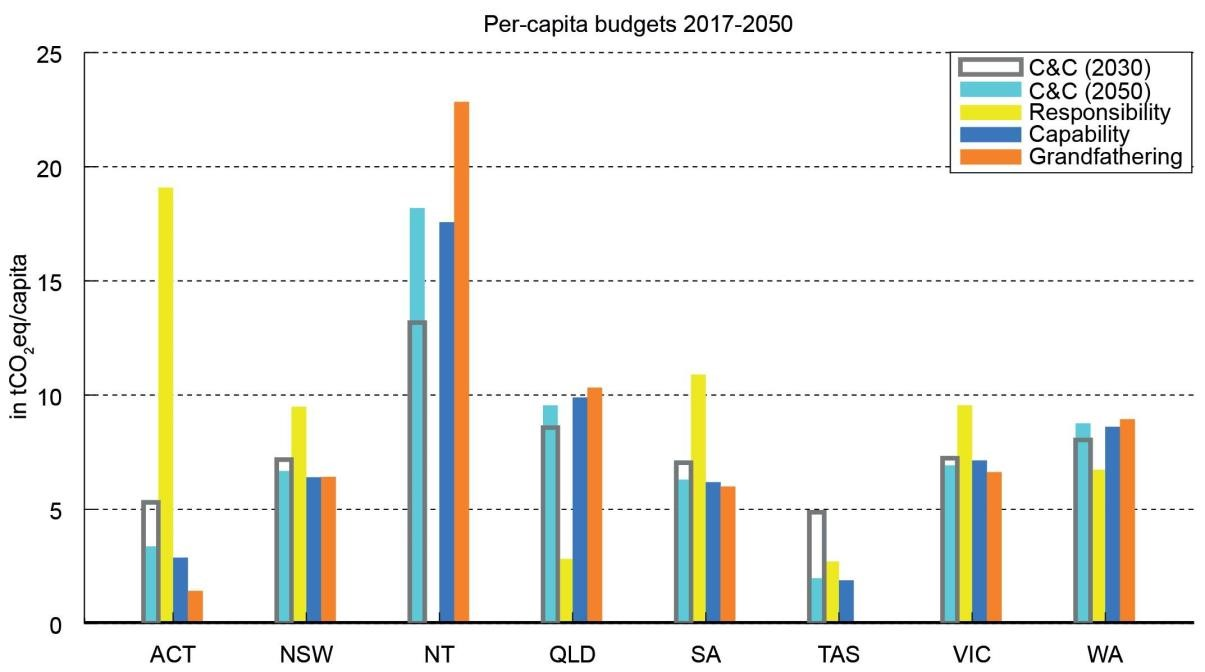 Per-capita budgets 2017-2050
25
20
15
10
5
0
in tCO₂eq/capita
C&C (2030)
C&C (2050)
Responsibility
Capability
Grandfathering
ACT NSW NT QLD SA TAS VIC WA